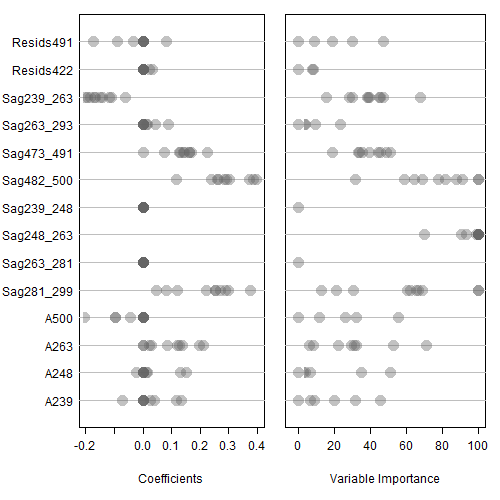 Resids491
Resids422
Sag239_263
Sag263_293
Sag473_491
Sag482_500
Sag239_248
Sag248_263
Sag263_281
Sag281_299
A500
A263
A248
A239
-0.2 0.0 0.1 0.2 0.3 0.4
0 20 40 60 80 100
Coefficients
Variable Importance